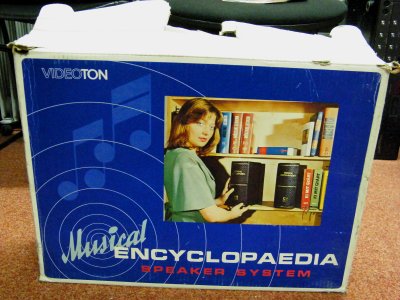 VIDEOTON
Musical
ENCYCLOPAEDIA
SPEAKER SYSTEM